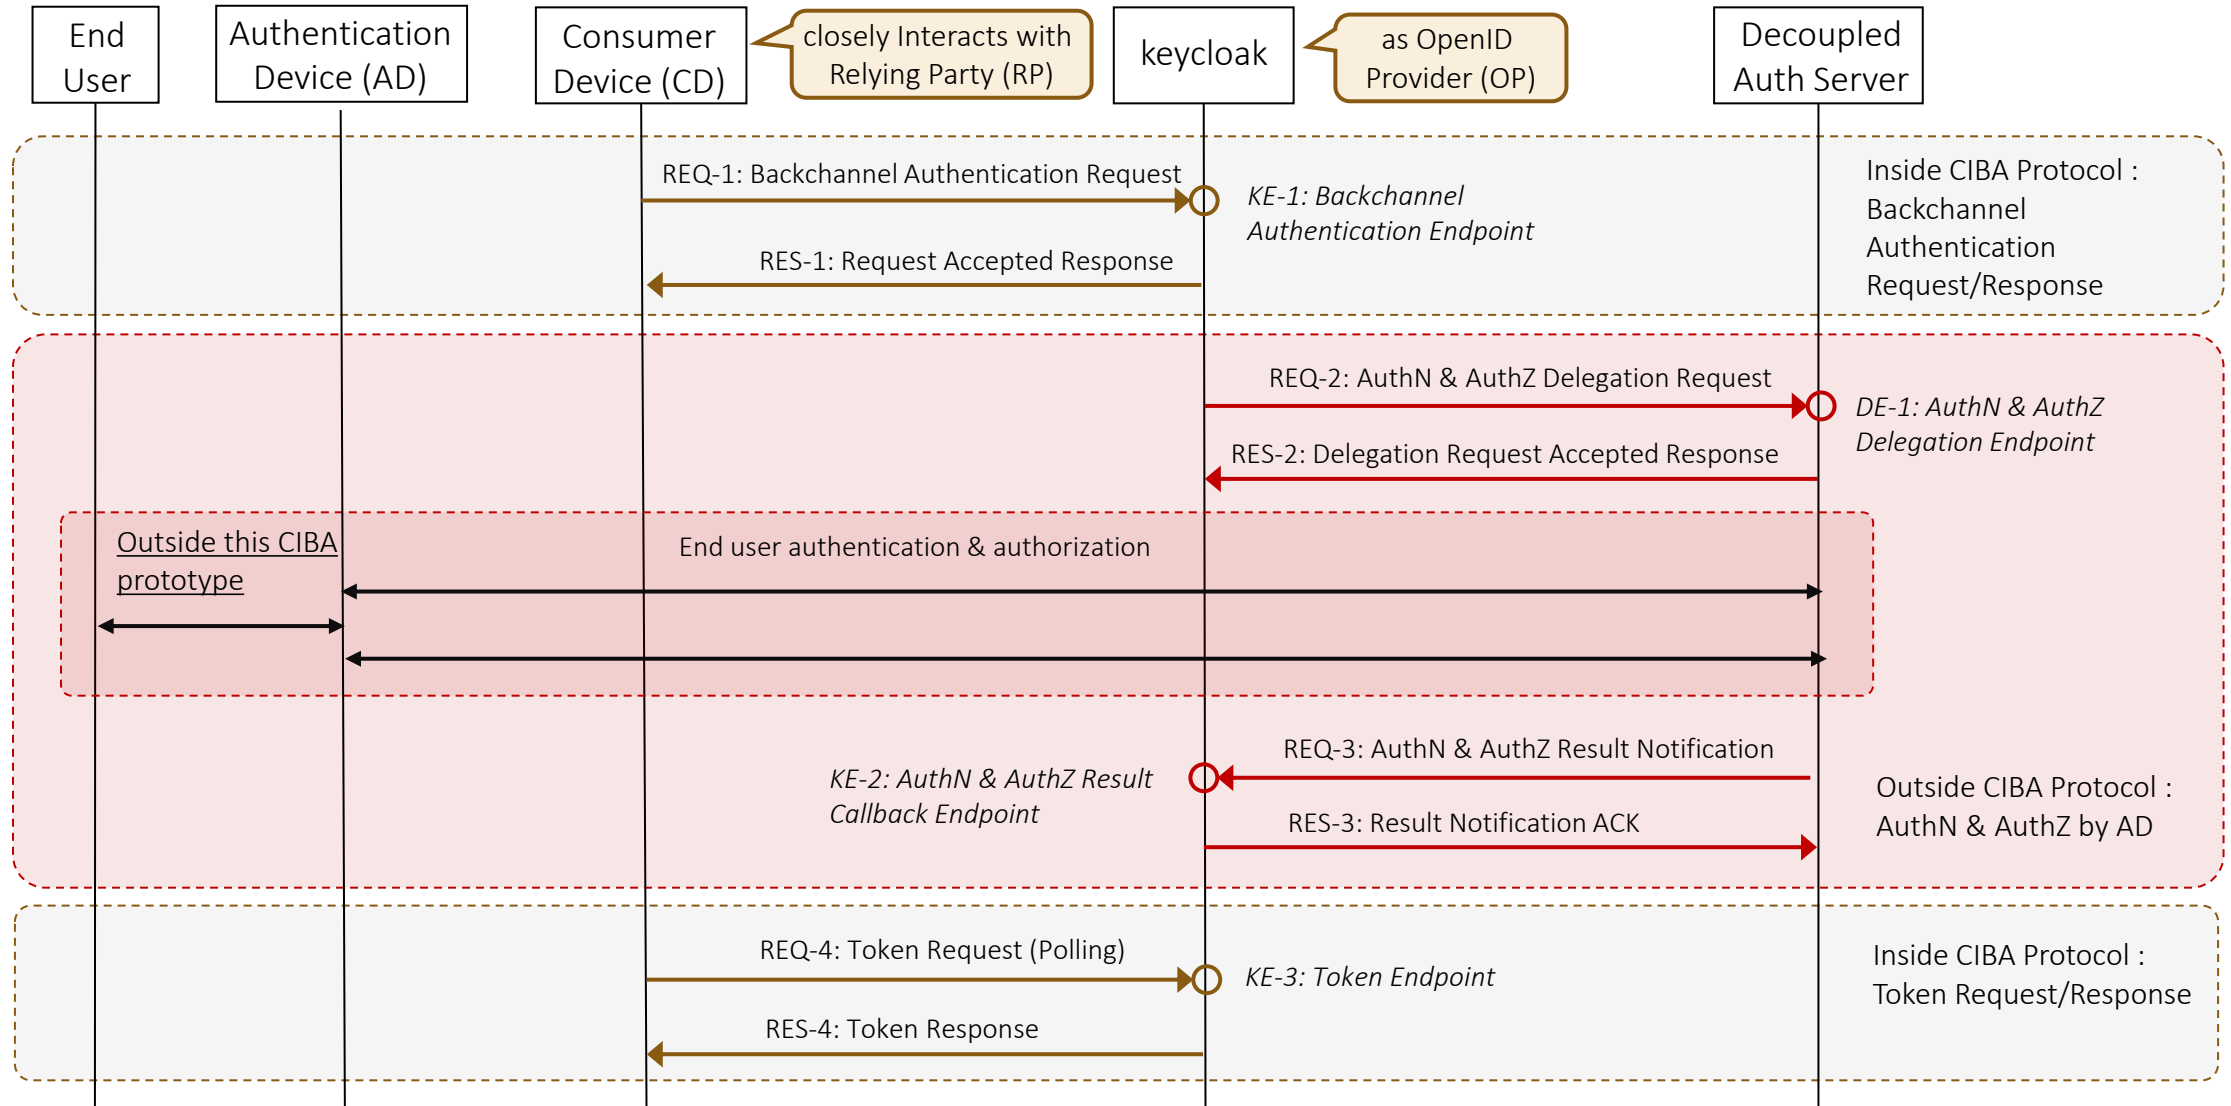 End
User
Authentication
Device (AD)
Consumer
Device (CD)
closely Interacts with
Relying Party (RP)
keycloak
as OpenID
Provider (OP)
Decoupled
Auth Server
REQ-1: Backchannel Authentication Request
KE-1: Backchannel
Authentication Endpoint
RES-1: Request Accepted Response
Inside CIBA Protocol :
Backchannel
Authentication
Request/Response
REQ-2: AuthN & AuthZ Delegation Request
DE-1: AuthN & AuthZ
Delegation Endpoint
RES-2: Delegation Request Accepted Response
Outside this CIBA
prototype
End user authentication & authorization
REQ-3: AuthN & AuthZ Result Notification
KE-2: AuthN & AuthZ Result
Callback Endpoint
RES-3: Result Notification ACK
Outside CIBA Protocol :
AuthN & AuthZ by AD
REQ-4: Token Request (Polling)
KE-3: Token Endpoint
RES-4: Token Response
Inside CIBA Protocol :
Token Request/Response